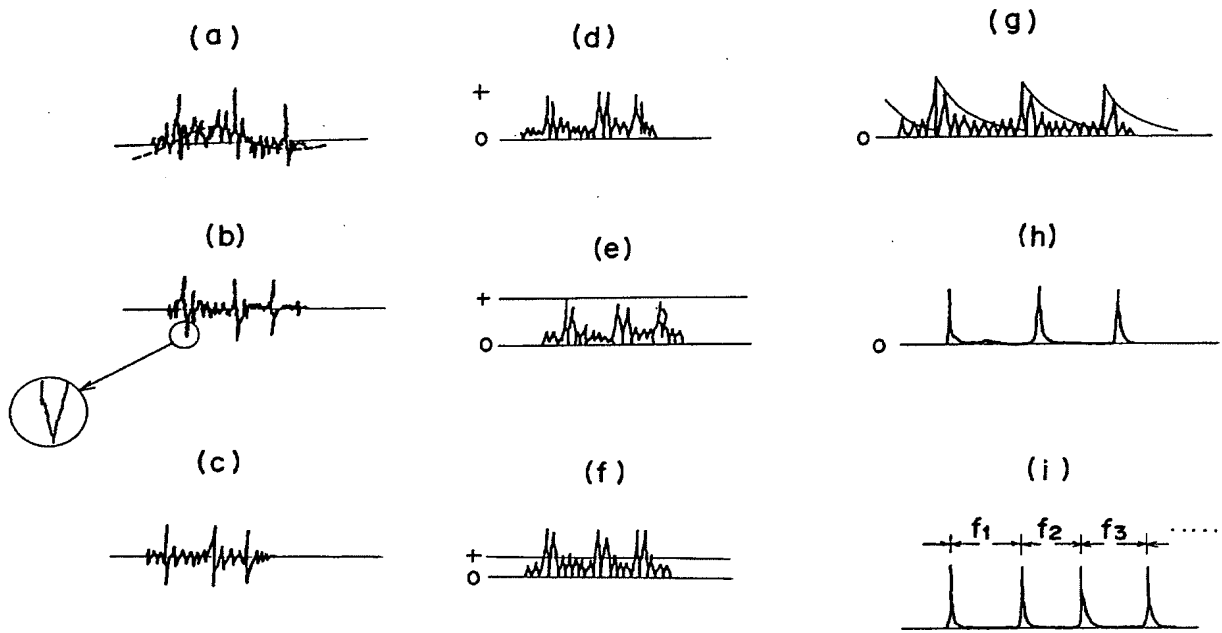 (a)
(d)
(g)
+
0
0
(b)
(e)
(h)
+
0
0
(c)
(f)
(i)
f1 f2 f3 .....
+
0